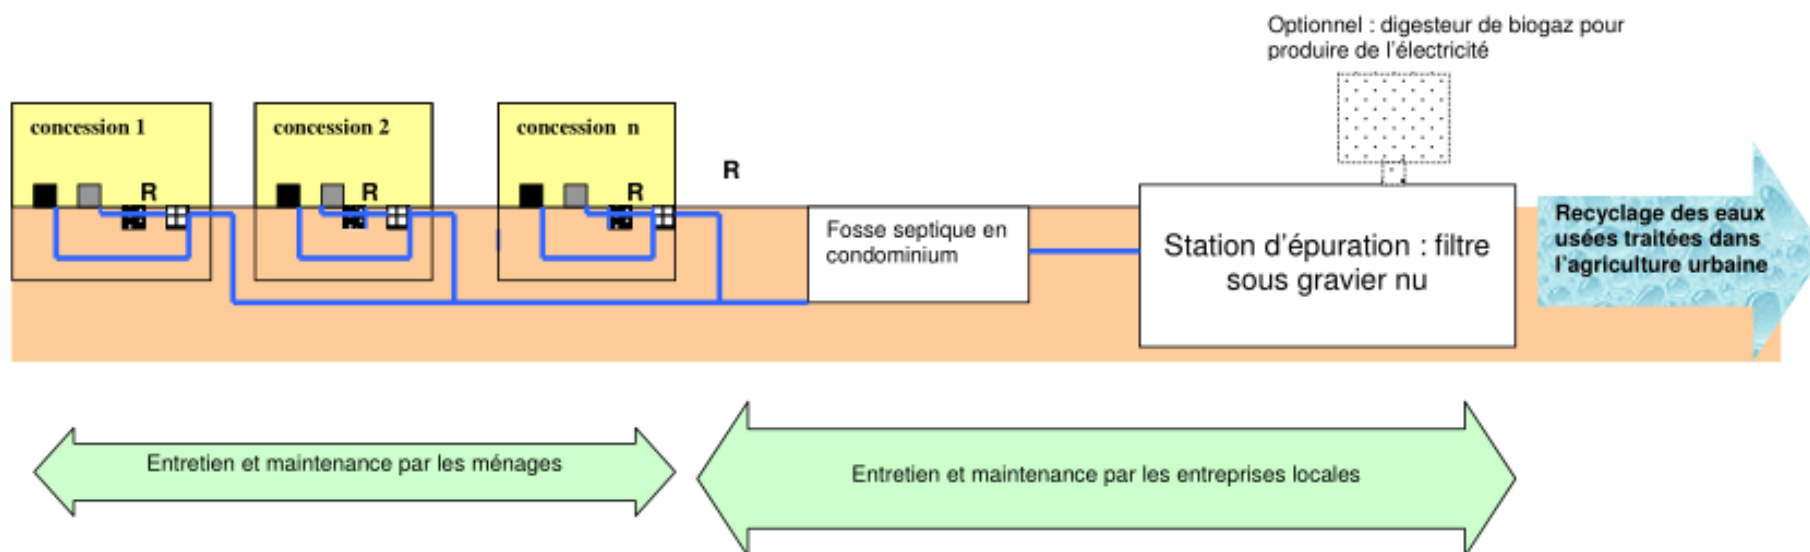 Optionnel : digesteur de biogaz pour
produire de l'électricité
concession 1
concession 2
concession n
R
R
R
R
Fosse septique en
condominium
Station d'épuration : filtre
sous gravier nu
Recyclage des eaux
usées traitées dans
l'agriculture urbaine
Entretien et maintenance par les ménages
Entretien et maintenance par les entreprises locales